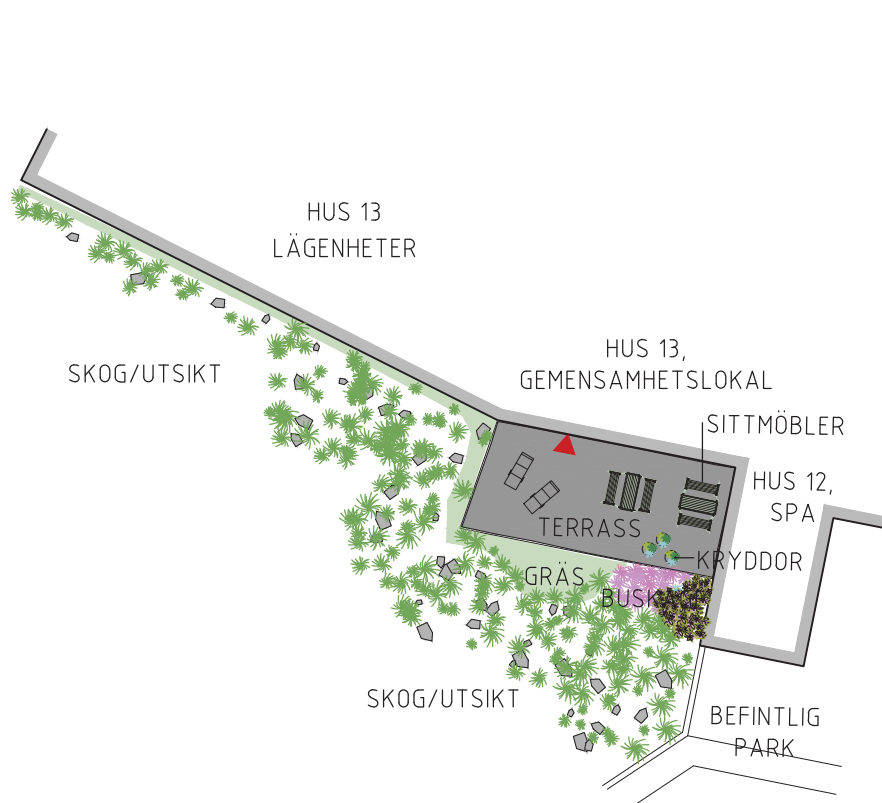 HUS 13
LÄGENHETER
HUS 13,
GEMENSAMHETSLOKAL
SKOG/UTSIKT
SITTMÖBLER
HUS 12,
SPA
TERRASS
KRYDDOR
GRÄS
SKOG/UTSIKT
BEFINTLIG
PARK